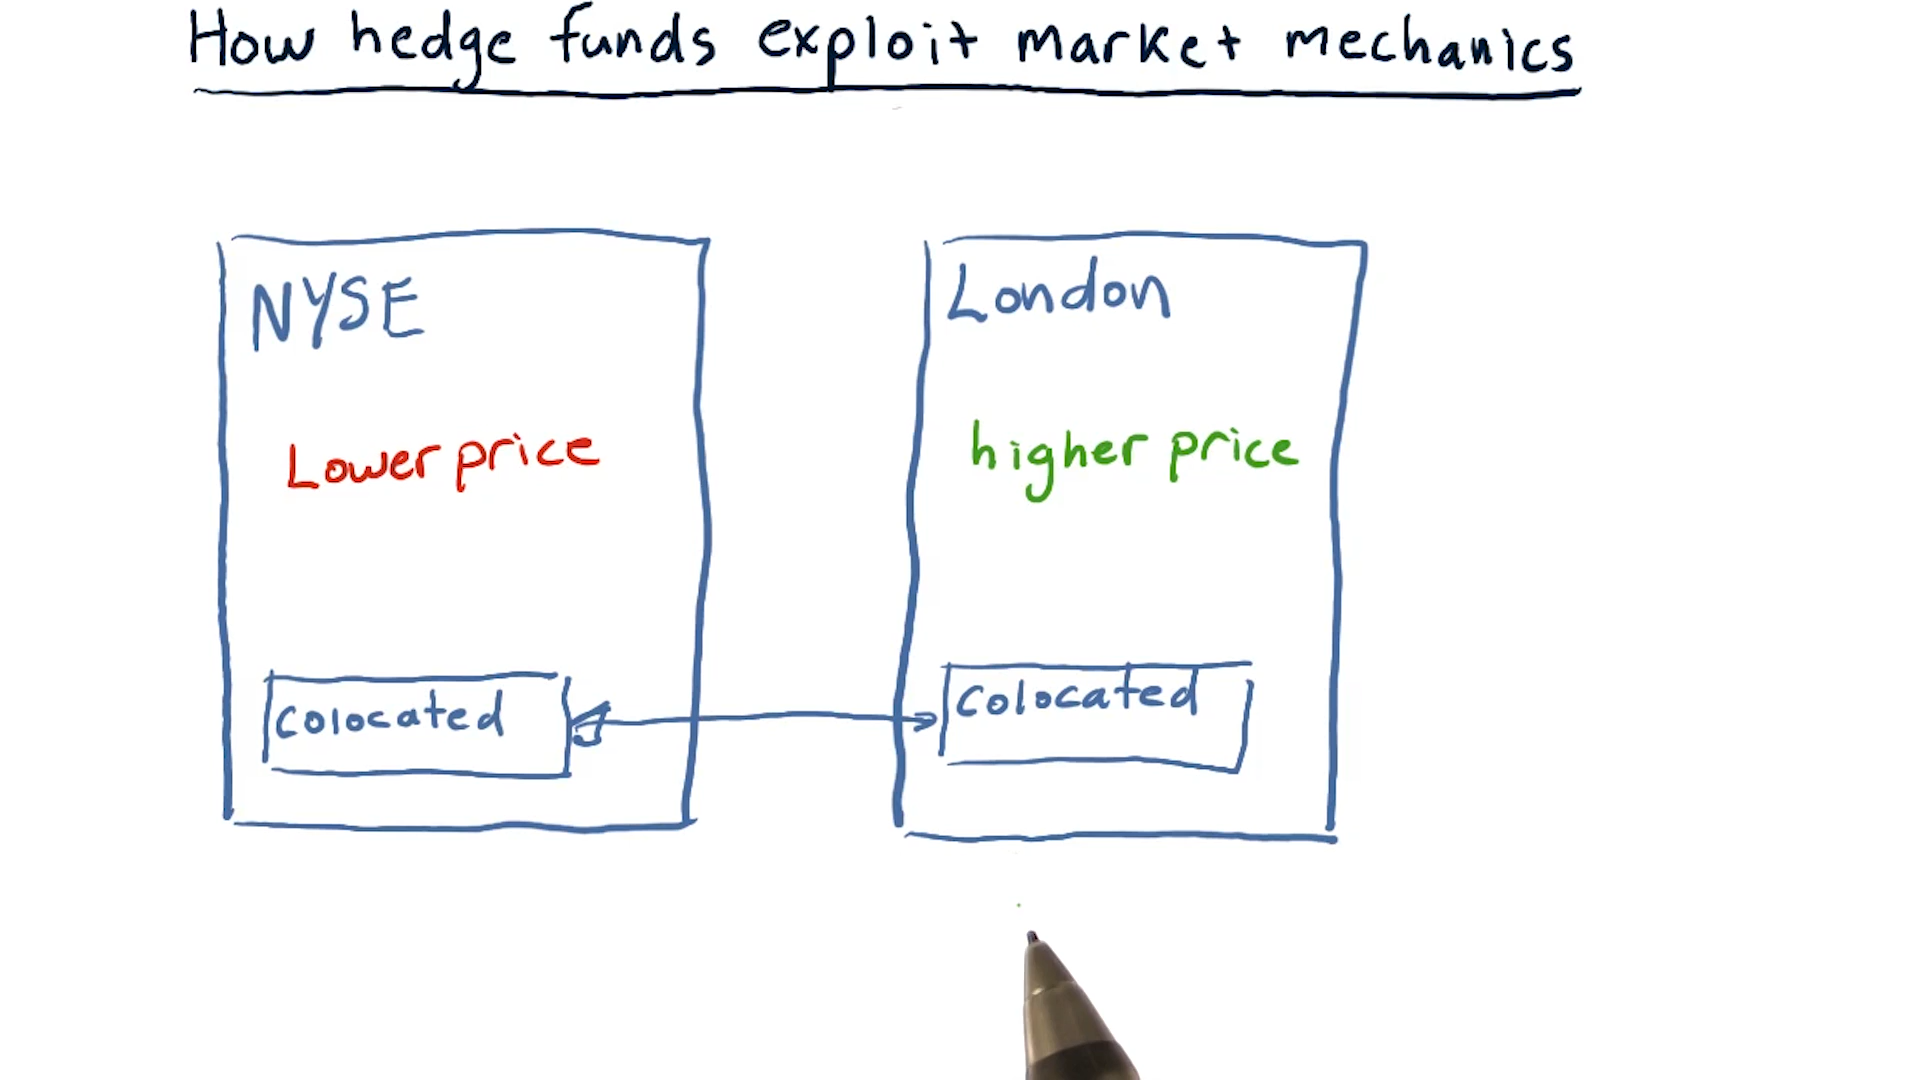 How hedge funds exploit market mechanics
NYSE
London
Lower price
higher price
colocated
colocated